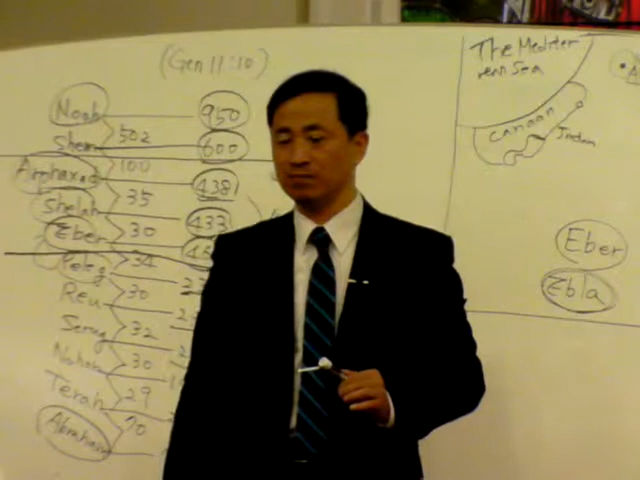 (Gen 11:10)
Noah 950
502
Shem 600
100
Arphaxad 438
35
Shelah 433
30
Eber
34
Peleg
30
Reu
32
Serug
30
Nahor
29
Terah
70
Abraham
The Mediter
ranean Sea
Canaan
Jordan
Eber
Ebla